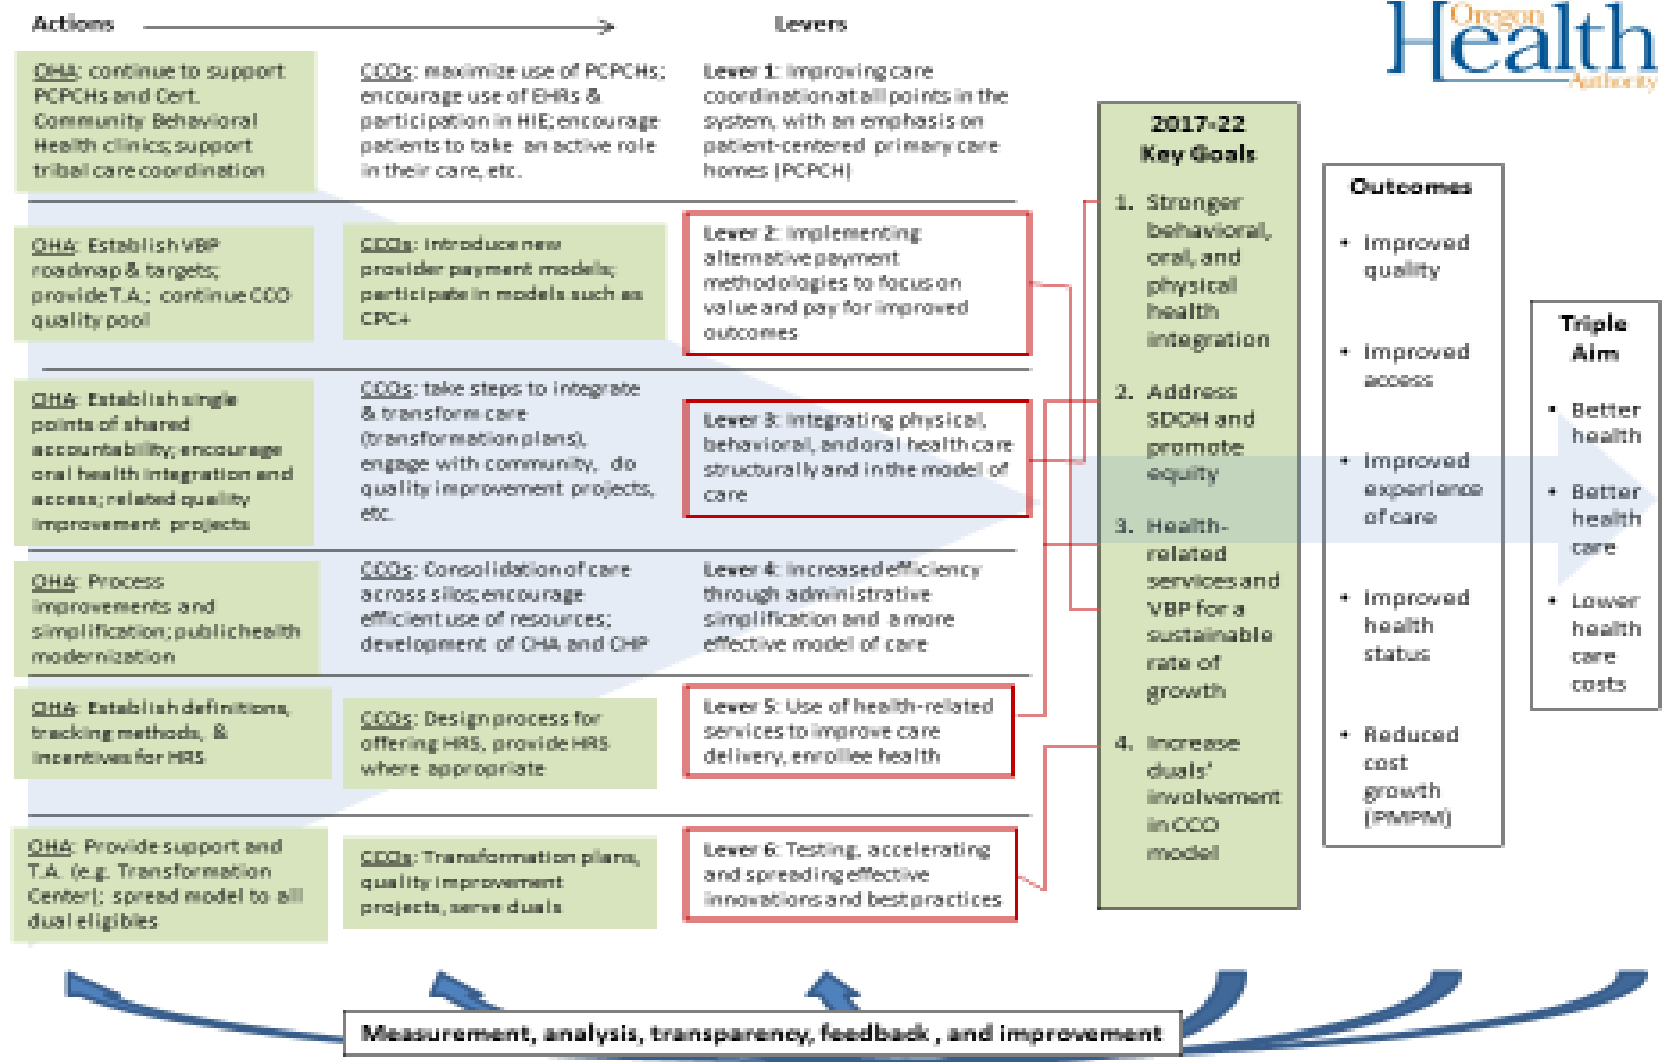 Actions
Levers
Oregon
Health
Authority
OHA: continue to support
PCPCHs and Cert.
Community Behavioral
Health clinics; support
tribal care coordination
CCOs: maximize use of PCPCHs;
encourage use of EHRs &
participation in HIE; encourage
patients to take an active role
in their care, etc.
Lever 1: Improving care
coordination at all points in the
system, with an emphasis on
patient-centered primary care
homes (PCPCH)
OHA: Establish VBP
roadmap & targets;
provide T.A.; continue CCO
quality pool
CCOs: Introduce new
provider payment models;
participate in models such as
CPC+
Lever 2: Implementing
alternative payment
methodologies to focus on
value and pay for improved
outcomes
OHA: Establish single
points of shared
accountability; encourage
oral health integration and
access; related quality
improvement projects
CCOs: take steps to integrate
& transform care
(transformation plans),
engage with community, do
quality improvement projects,
etc.
Lever 3: Integrating physical,
behavioral, and oral health care
structurally and in the model of
care
OHA: Process
improvements and
simplification; public health
modernization
CCOs: Consolidation of care
across silos; encourage
efficient use of resources;
development of CHA and CHP
Lever 4: Increased efficiency
through administrative
simplification and a more
effective model of care
OHA: Establish definitions,
tracking methods, &
incentives for HRS
CCOs: Design process for
offering HRS, provide HRS
where appropriate
Lever 5: Use of health-related
services to improve care
delivery, enrollee health
OHA: Provide support and
T.A. (e.g. Transformation
Center); spread model to all
dual eligibles
CCOs: Transformation plans,
quality improvement
projects, serve duals
Lever 6: Testing, accelerating
and spreading effective
innovations and best practices
2017-22
Key Goals
1. Stronger
behavioral,
oral, and
physical
health
integration
2. Address
SDOH and
promote
equity
3. Health-
related
services and
VBP for a
sustainable
rate of
growth
4. Increase
duals'
involvement
in CCO
model
Outcomes
• Improved
quality
• Improved
access
• Improved
experience
of care
• Improved
health
status
• Reduced
cost
growth
(PMPM)
Triple
Aim
• Better
health
• Better
health
care
• Lower
health
care
costs
Measurement, analysis, transparency, feedback, and improvement